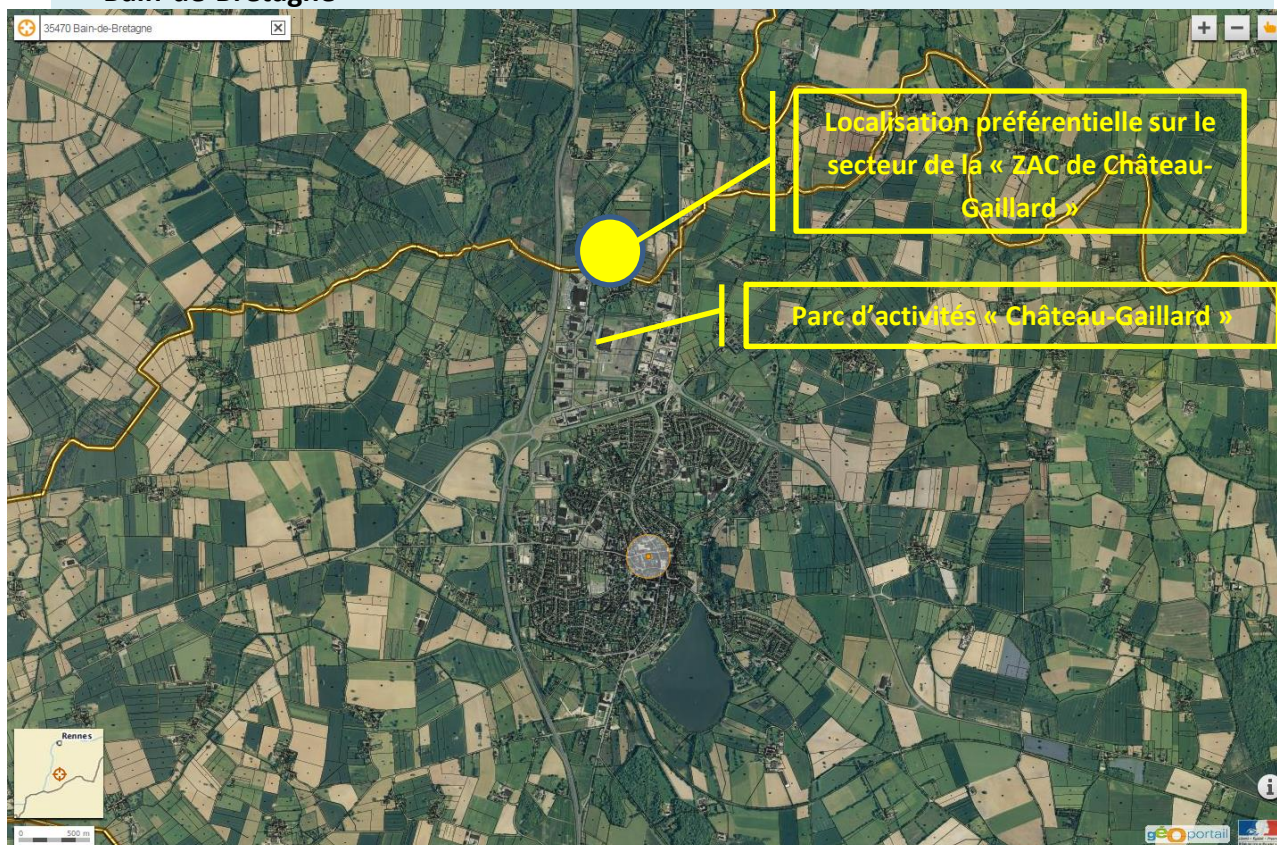 Bain-de-Bretagne
35470 Bain-de-Bretagne
Localisation préférentielle sur le
secteur de la « ZAC de Château-
Gaillard »
Parc d'activités « Château-Gaillard »
Rennes
0 500 m
géoportail